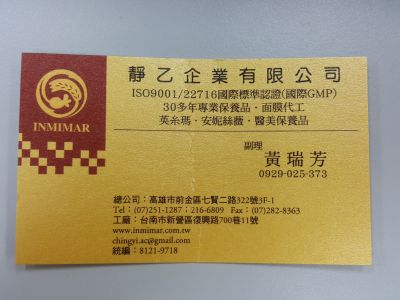 INMIMAR
靜乙企業有限公司
ISO9001/22716國際標準認證(國際GMP)
30多年專業保養品・面膜代工
英糸瑪・安妮絲薇・醫美保養品
副理
黃瑞芳
0929-025-373
總公司：高雄市前金區七賢二路322號3F-1
Tel：(07)251-1287；216-6809 Fax：(07)282-8363
工廠：台南市新營區復興路700巷11號
www.inmimar.com.tw
chingyi.ac@gmail.com
統編：8121-9718